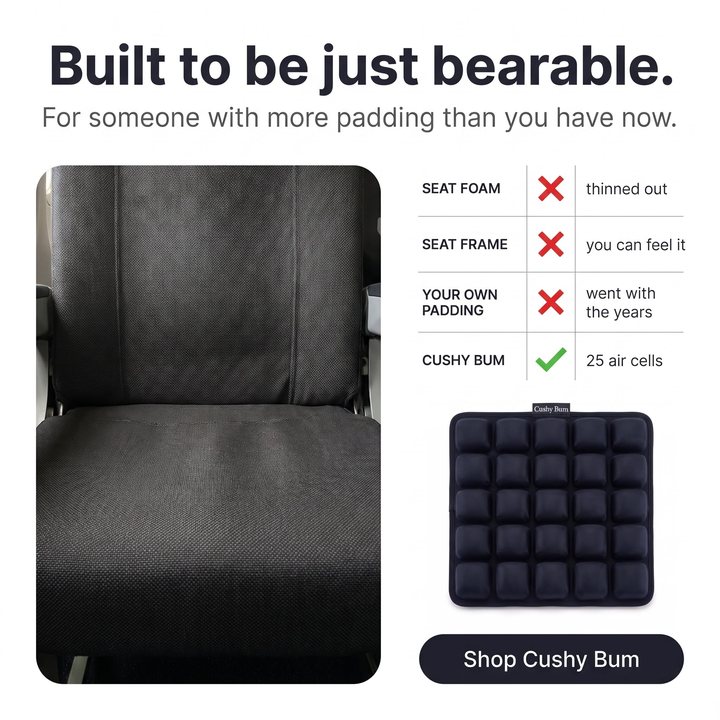 Built to be just bearable.
For someone with more padding than you have now.
SEAT FOAM thinned out
SEAT FRAME you can feel it
YOUR OWN PADDING went with the years
CUSHY BUM 25 air cells
Cushy Bum
Shop Cushy Bum